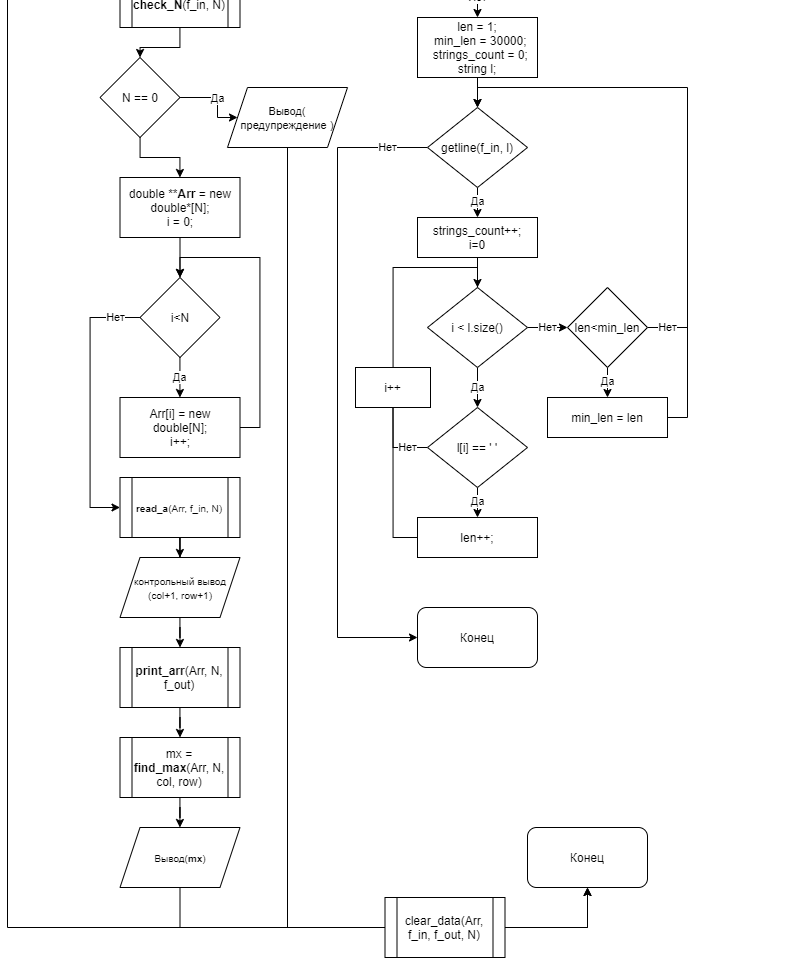 check_N(f_in, N)
N == 0
Да
Вывод(
предупреждение )
double **Arr = new
double*[N];
i = 0;
i<N
Нет
Да
Arr[i] = new
double[N];
i++;
read_a(Arr, f_in, N)
контрольный вывод
(col+1, row+1)
print_arr(Arr, N,
f_out)
mx =
find_max(Arr, N,
col, row)
Вывод(mx)
clear_data(Arr,
f_in, f_out, N)
Конец
len = 1;
min_len = 30000;
strings_count = 0;
string l;
getline(f_in, l)
Нет
Да
strings_count++;
i=0
i < l.size()
Нет
len<min_len
Нет
Да
min_len = len
Да
i++
l[i] == ' '
Нет
Да
len++;
Конец